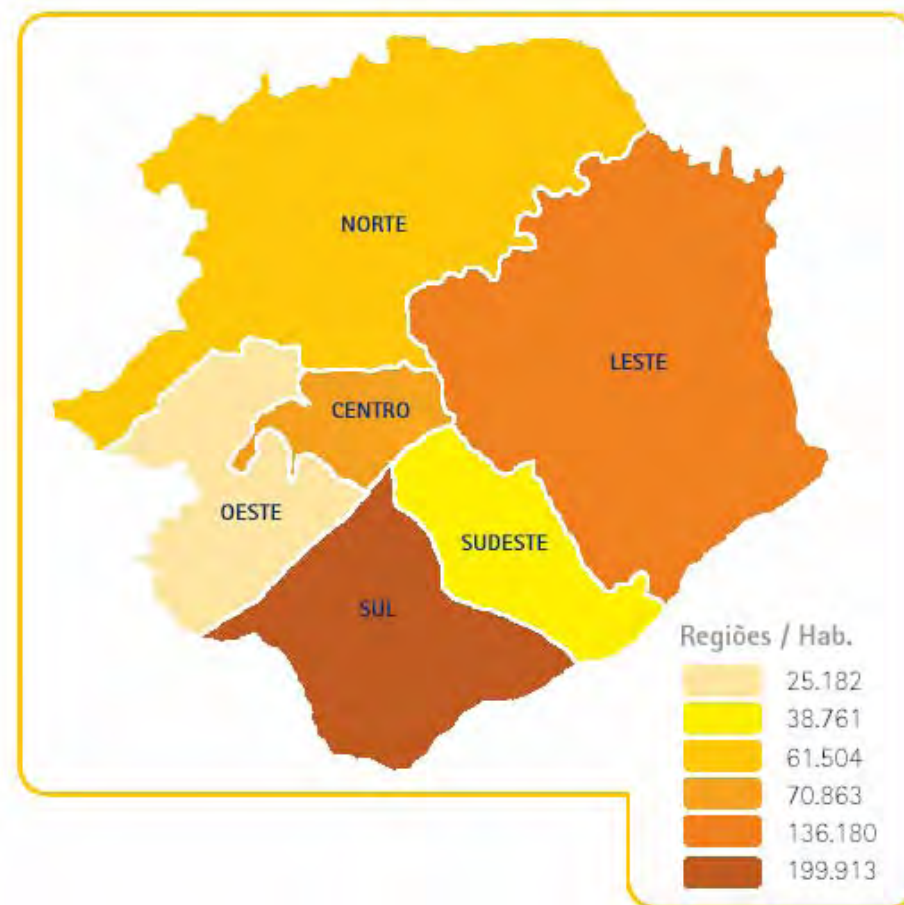 NORTE
LESTE
CENTRO
OESTE
SUDESTE
SUL
Regiões / Hab.
25.182
38.761
61.504
70.863
136.180
199.913